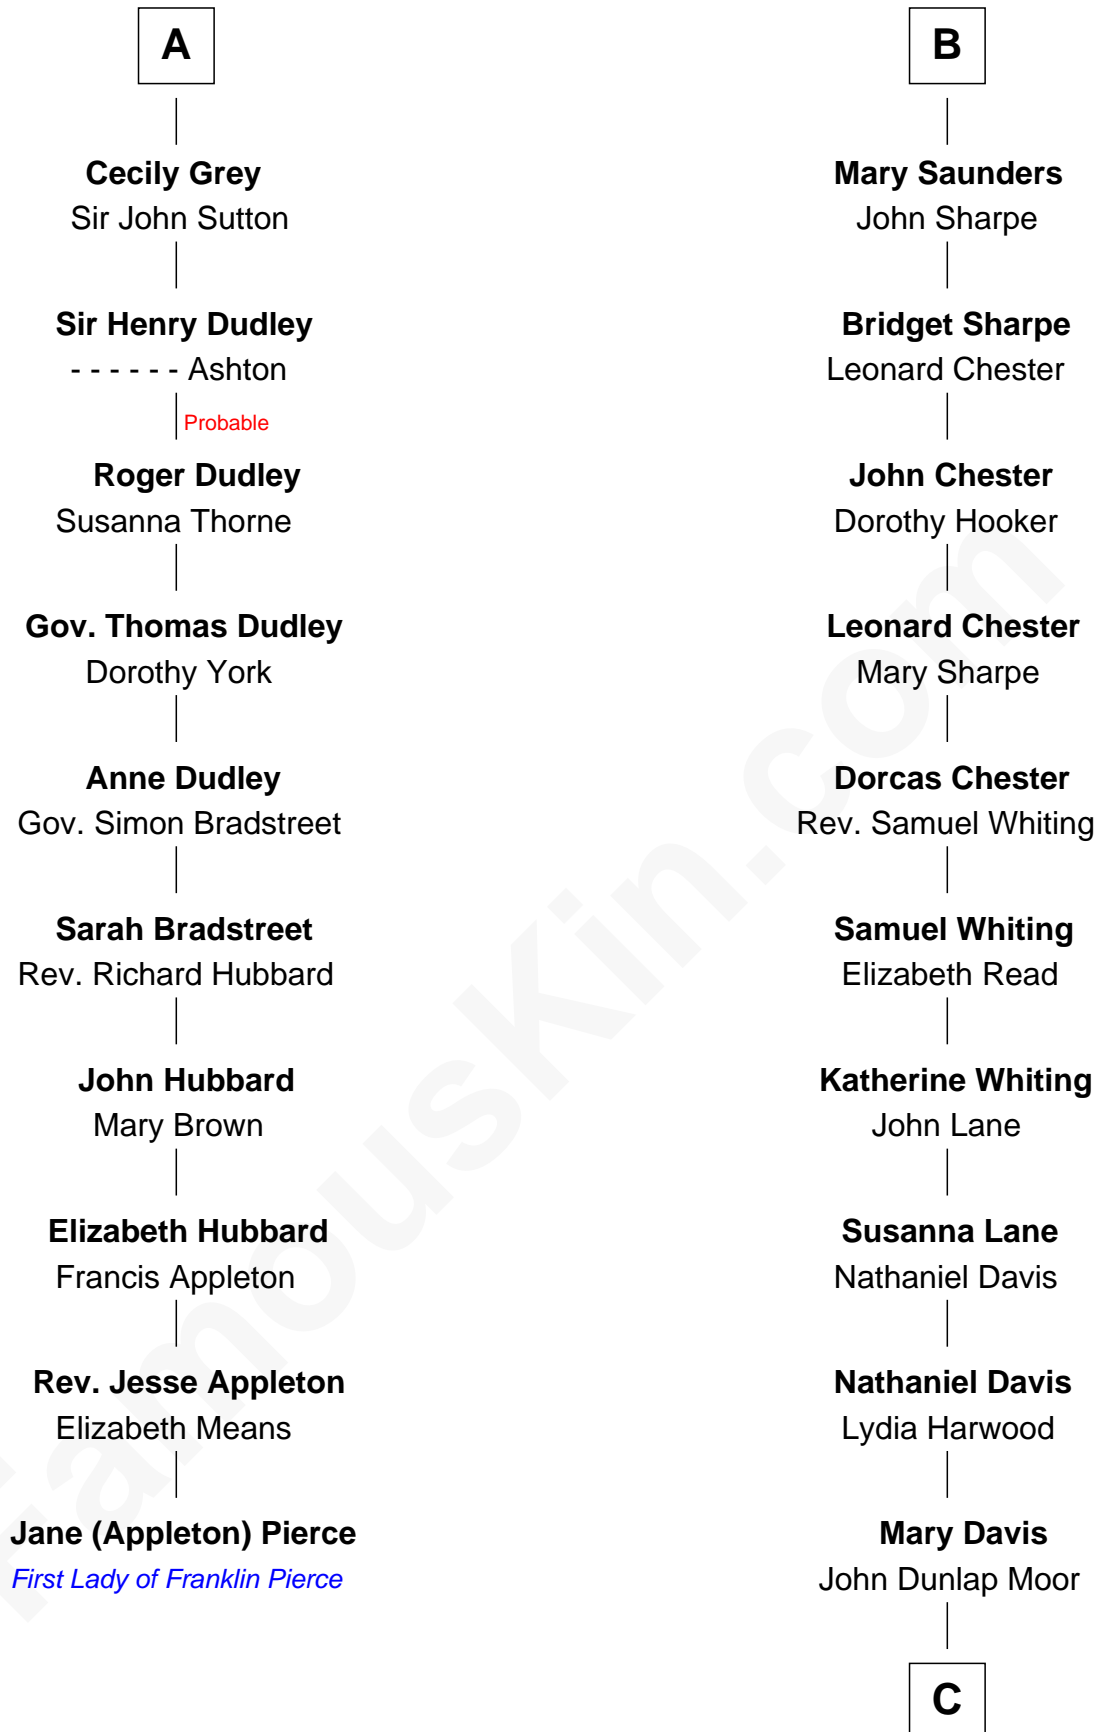 A
Cecily Grey
Sir John Sutton
Sir Henry Dudley
- - - - - - Ashton
Probable
Roger Dudley
Susanna Thorne
Gov. Thomas Dudley
Dorothy York
Anne Dudley
Gov. Simon Bradstreet
Sarah Bradstreet
Rev. Richard Hubbard
John Hubbard
Mary Brown
Elizabeth Hubbard
Francis Appleton
Rev. Jesse Appleton
Elizabeth Means
Jane (Appleton) Pierce
First Lady of Franklin Pierce
B
Mary Saunders
John Sharpe
Bridget Sharpe
Leonard Chester
John Chester
Dorothy Hooker
Leonard Chester
Mary Sharpe
Dorcas Chester
Rev. Samuel Whiting
Samuel Whiting
Elizabeth Read
Katherine Whiting
John Lane
Susanna Lane
Nathaniel Davis
Nathaniel Davis
Lydia Harwood
Mary Davis
John Dunlap Moor
C
FamousKin.com